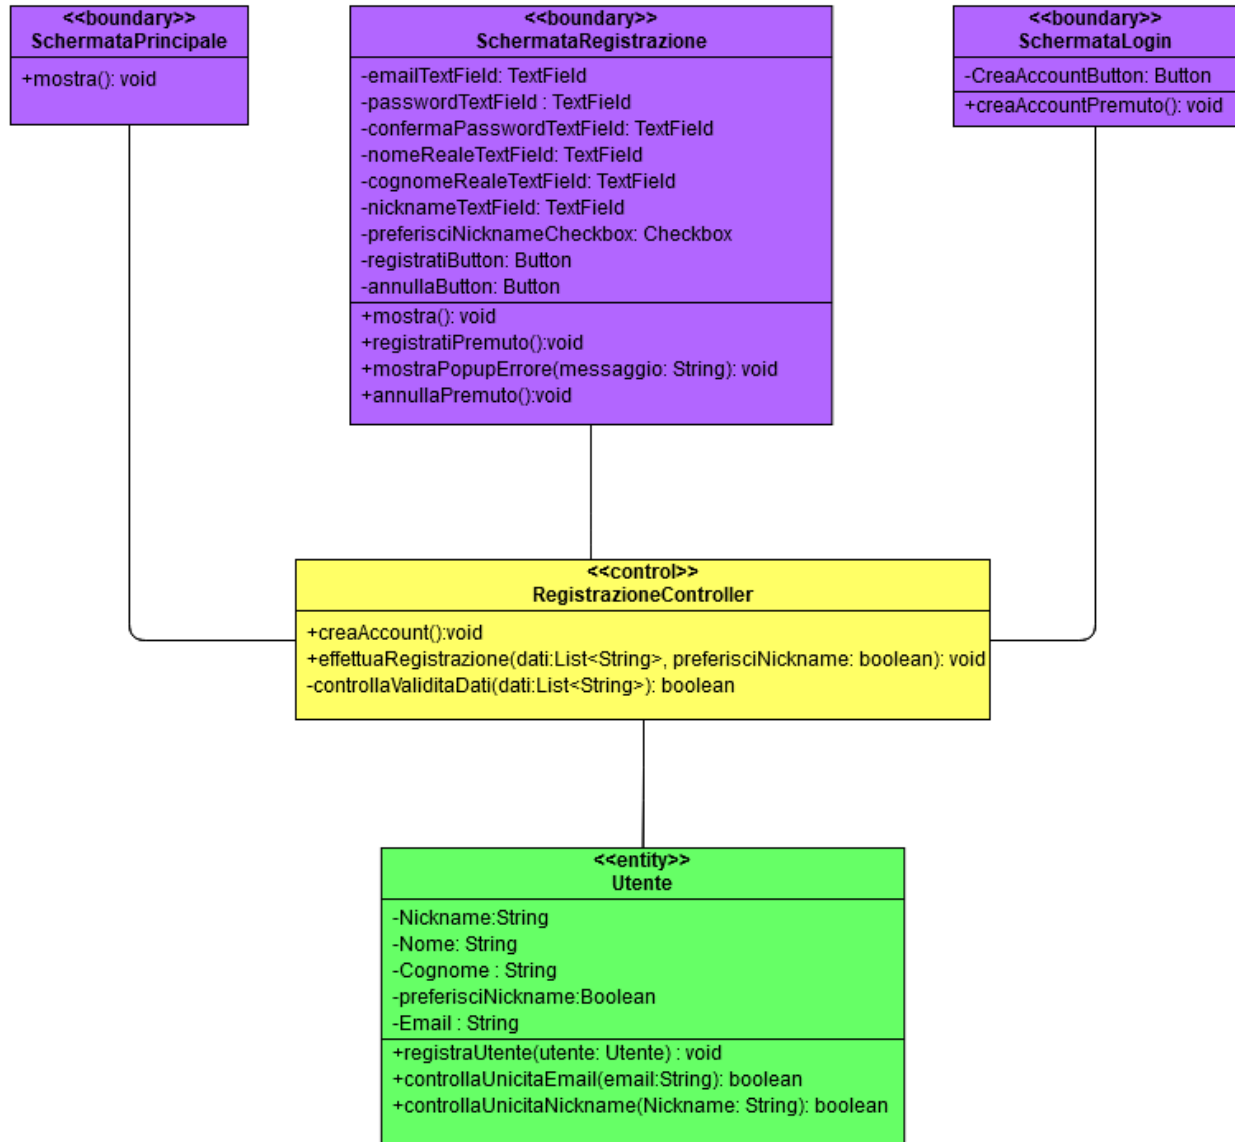 <<boundary>>
SchermataPrincipale
+mostra(): void
<<boundary>>
SchermataRegistrazione
-emailTextField: TextField
-passwordTextField : TextField
-confermaPasswordTextField: TextField
-nomeRealeTextField: TextField
-cognomeRealeTextField: TextField
-nicknameTextField: TextField
-preferisciNicknameCheckbox: Checkbox
-registratiButton: Button
-annullaButton: Button
+mostra(): void
+registratiPremuto():void
+mostraPopupErrore(messaggio: String): void
+annullaPremuto():void
<<boundary>>
SchermataLogin
-CreaAccountButton: Button
+creaAccountPremuto(): void
<<control>>
RegistrazioneController
+creaAccount():void
+effettuaRegistrazione(dati:List<String>, preferisciNickname: boolean): void
-controllaValiditaDati(dati:List<String>): boolean
<<entity>>
Utente
-Nickname:String
-Nome: String
-Cognome : String
-preferisciNickname:Boolean
-Email : String
+registraUtente(utente: Utente) : void
+controllaUnicitaEmail(email:String): boolean
+controllaUnicitaNickname(Nickname: String): boolean